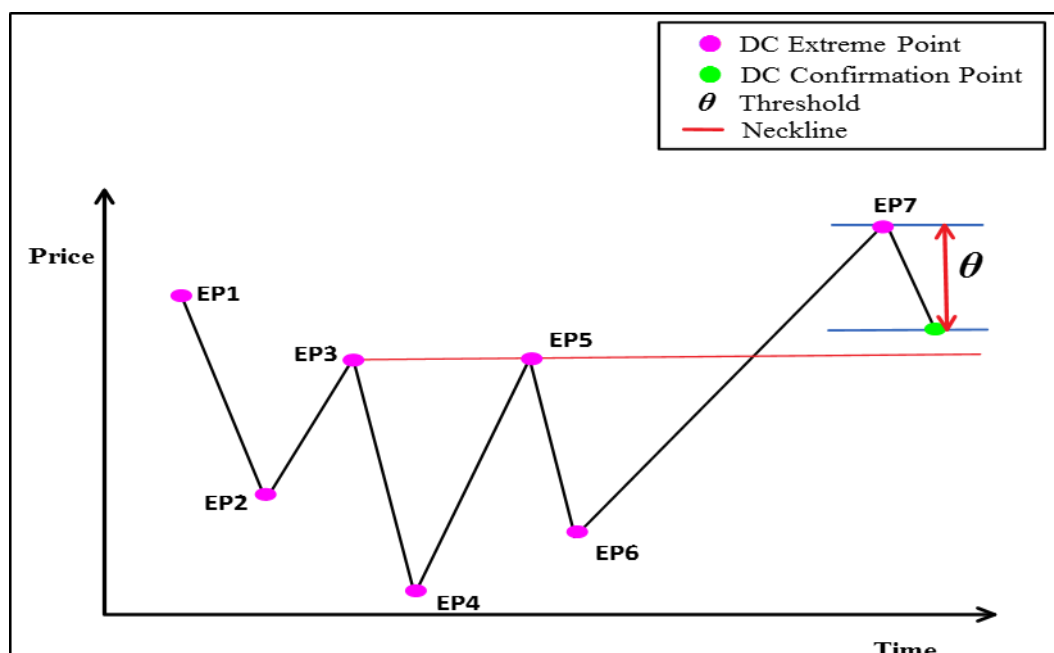 DC Extreme Point
DC Confirmation Point
θ Threshold
Neckline
EP7
Price
θ
EP1
EP3
EP5
EP2
EP6
EP4
Time